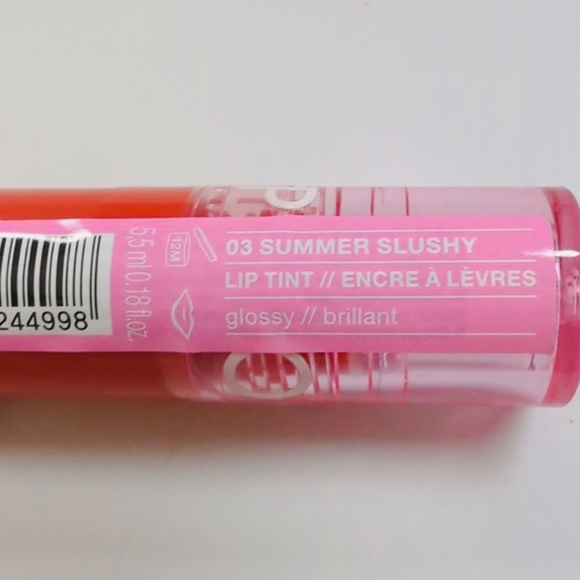 03 SUMMER SLUSHY
LIP TINT // ENCRE À LÈVRES
glossy // brillant
12M
5,5 ml 0.18 fl.oz.
244998